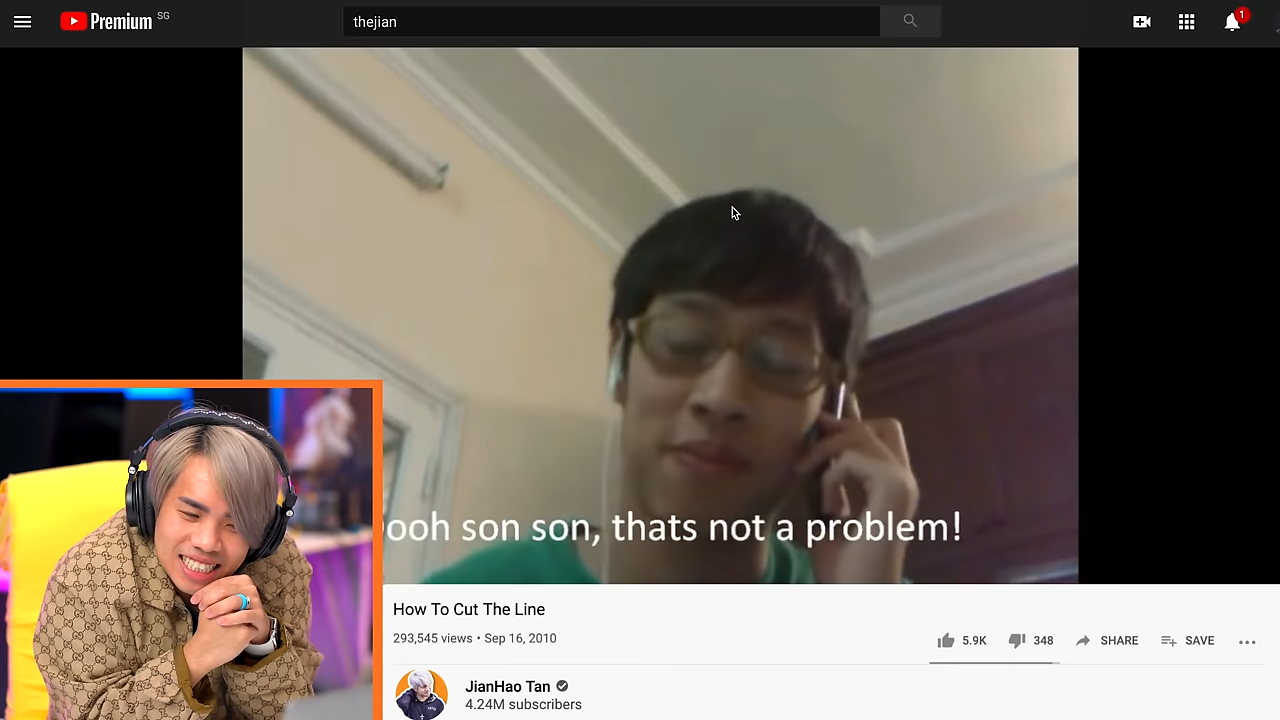 Premium SG
thejian
1
ooh son son, thats not a problem!
How To Cut The Line
293,545 views • Sep 16, 2010
5.9K
348
SHARE
SAVE
JianHao Tan
4.24M subscribers